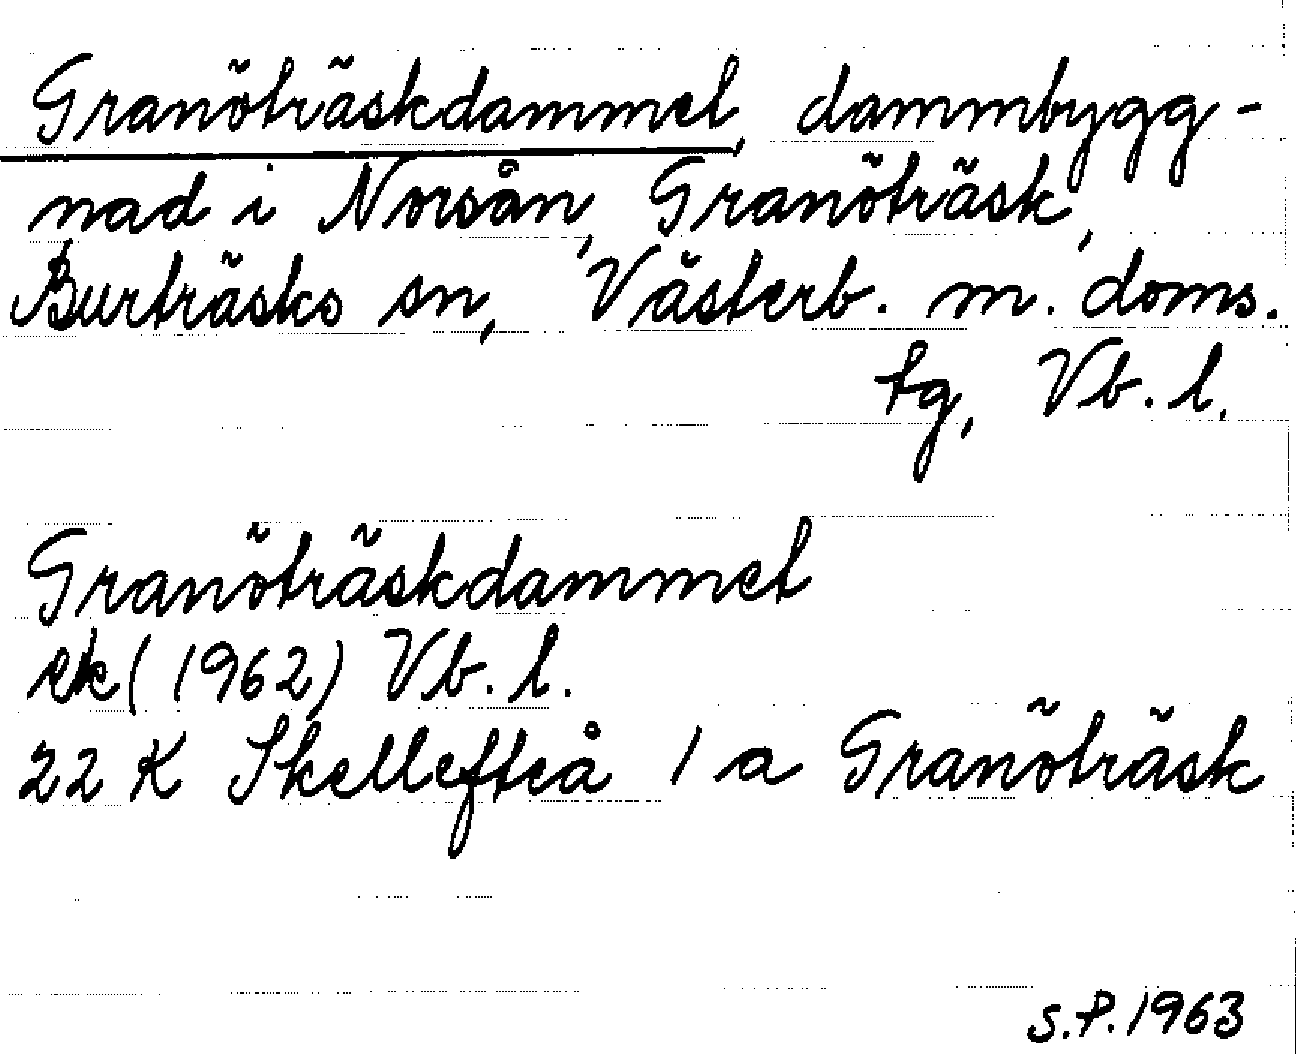 Granöträskdammet, dammbygg-
nad i Norsån, Granöträsk,
Burträsks sn, Västerb. m. doms.
tg, Vb. l.
Granöträskdammet
ek (1962) Vb. l.
22 K Skellefteå 1 a Granöträsk
S.P. 1963